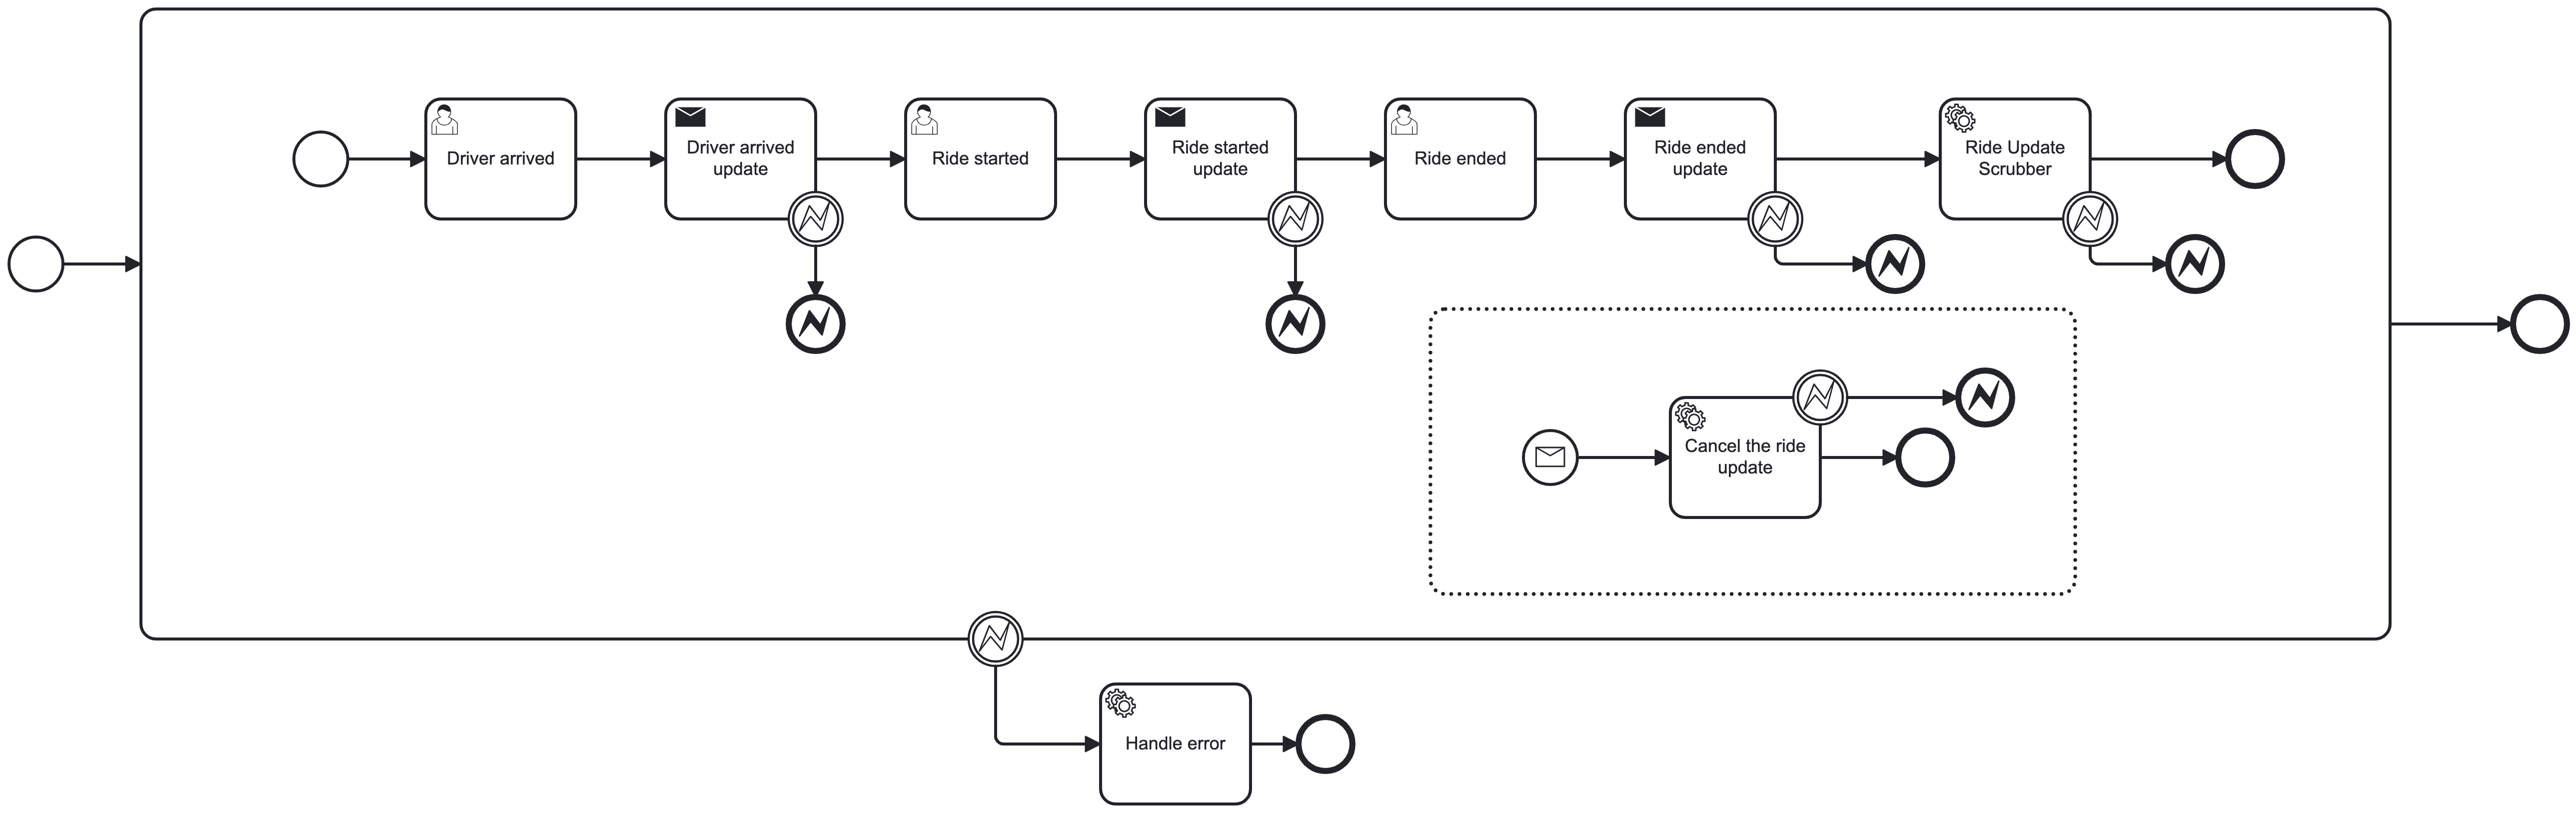 Driver arrived
Driver arrived
update
Ride started
Ride started
update
Ride ended
Ride ended
update
Ride Update
Scrubber
Cancel the ride
update
Handle error